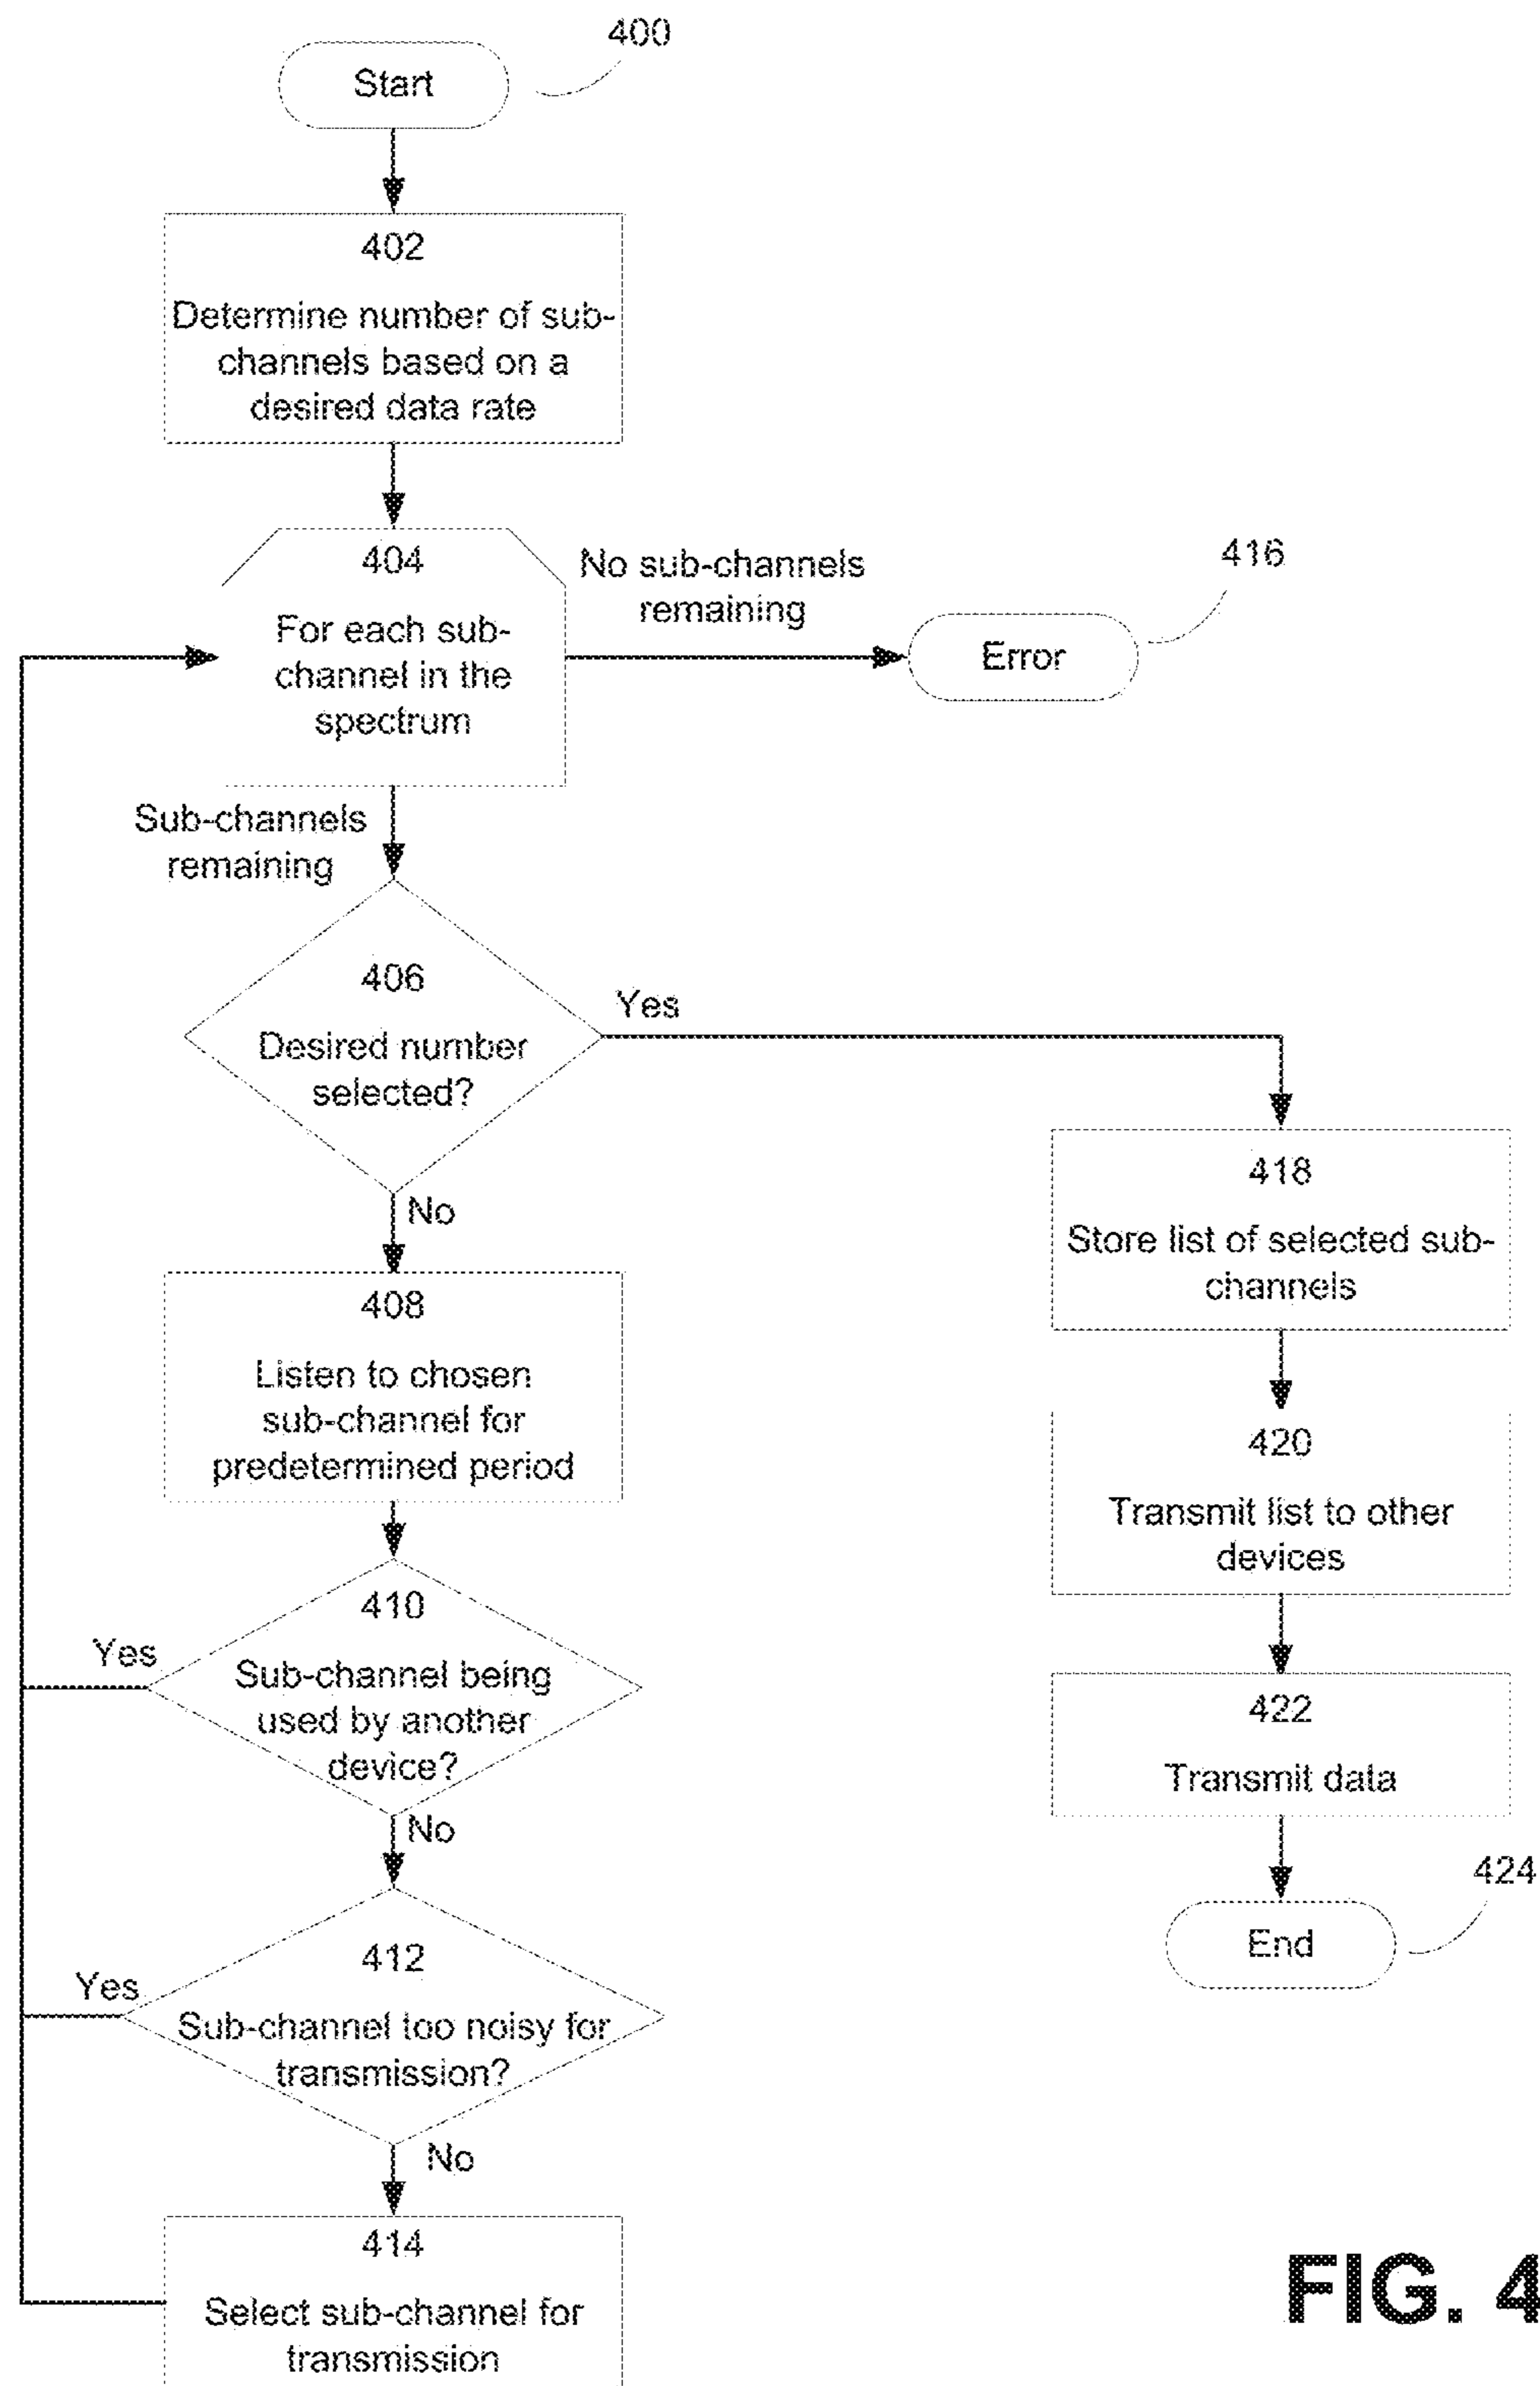 400
Start
402
Determine number of sub-
channels based on a
desired data rate
404
For each sub-
channel in the
spectrum
No sub-channels
remaining
416
Error
Sub-channels
remaining
406
Desired number
selected?
Yes
No
408
Listen to chosen
sub-channel for
predetermined period
410
Sub-channel being
used by another
device?
Yes
No
412
Sub-channel too noisy for
transmission?
Yes
No
414
Select sub-channel for
transmission
418
Store list of selected sub-
channels
420
Transmit list to other
devices
422
Transmit data
424
End
FIG. 4